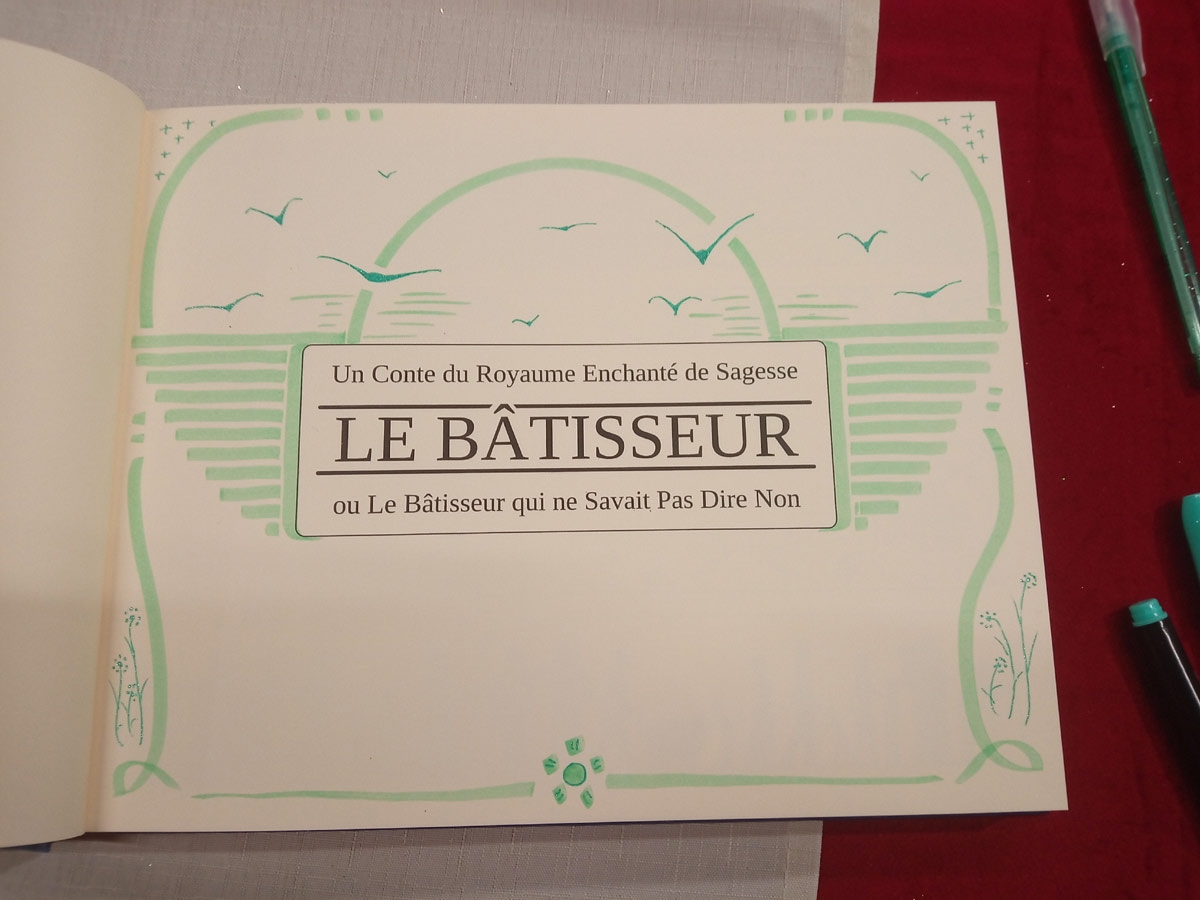 Un Conte du Royaume Enchanté de Sagesse
LE BÂTISSEUR
ou Le Bâtisseur qui ne Savait Pas Dire Non